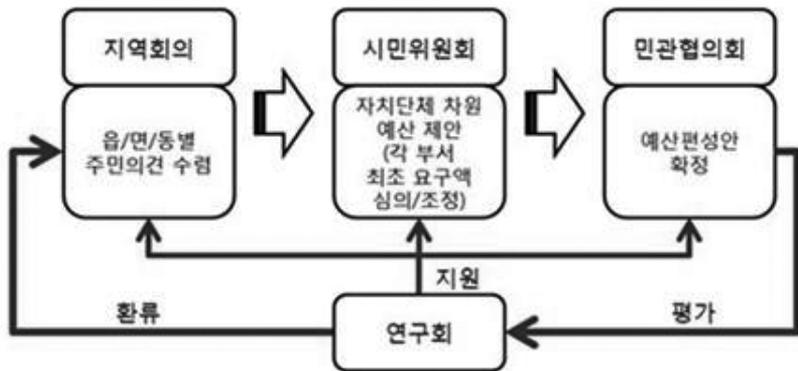 지역회의
시민위원회
민관협의회
읍/면/동별
주민의견 수렴
자치단체 차원
예산 제안
(각 부서
최초 요구액
심의/조정)
예산편성안
확정
지원
환류
평가
연구회